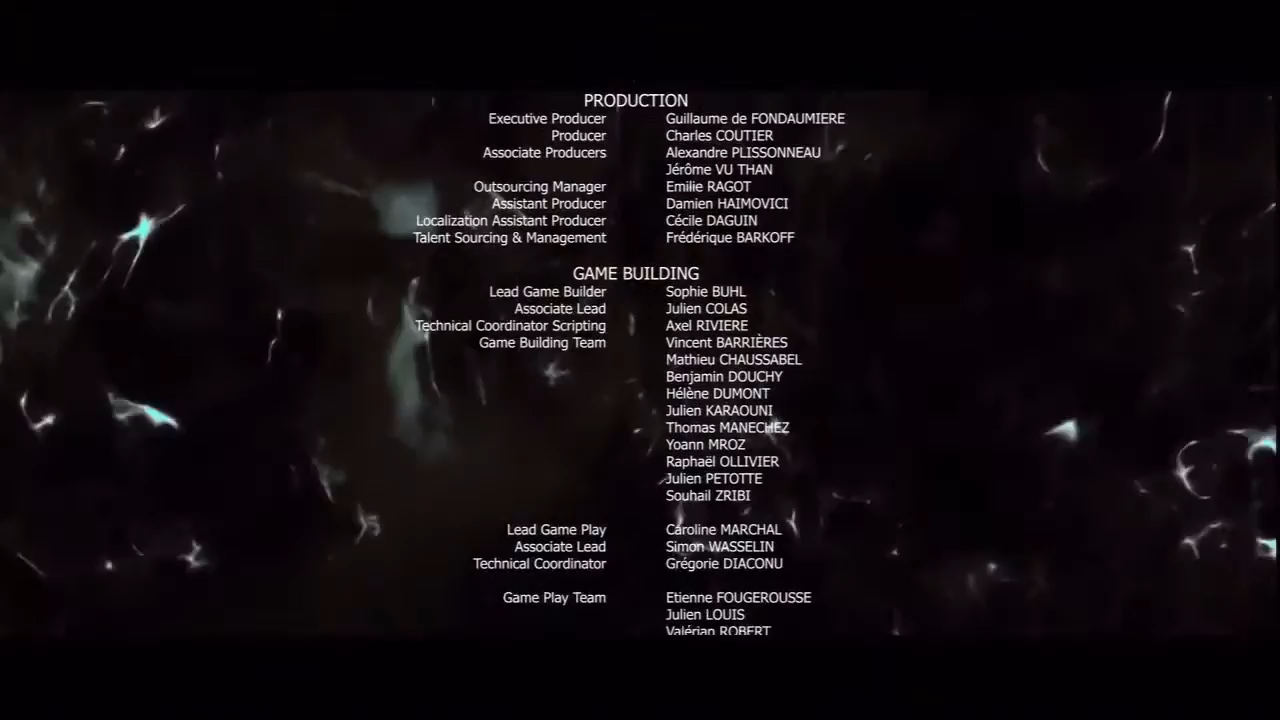 PRODUCTION
Executive Producer Guillaume de FONDAUMIERE
Producer Charles COUTIER
Associate Producers Alexandre PLISSONNEAU
Jérôme VU THAN
Outsourcing Manager Emilie RAGOT
Assistant Producer Damien HAIMOVICI
Localization Assistant Producer Cécile DAGUIN
Talent Sourcing & Management Frédérique BARKOFF
GAME BUILDING
Lead Game Builder Sophie BUHL
Associate Lead Julien COLAS
Technical Coordinator Scripting Axel RIVIERE
Game Building Team Vincent BARRIÈRES
Mathieu CHAUSSABEL
Benjamin DOUCHY
Hélène DUMONT
Julien KARAOUNI
Thomas MANECHEZ
Yoann MROZ
Raphaël OLLIVIER
Julien PETOTTE
Souhail ZRIBI
Lead Game Play Caroline MARCHAL
Associate Lead Simon WASSELIN
Technical Coordinator Grégorie DIACONU
Game Play Team Etienne FOUGEROUSSE
Julien LOUIS
Valérian ROBERT